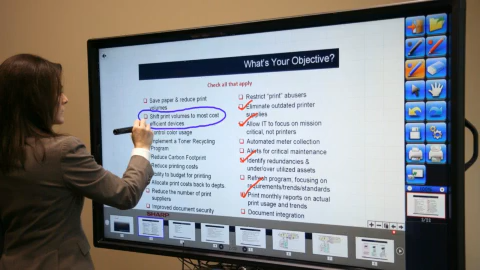 What's Your Objective?
Check all that apply
Save paper & reduce print
volumes
Shift print volumes to most cost
efficient devices
Control color usage
Implement a Toner Recycling
Program
Reduce Carbon Footprint
Reduce printing costs
Ability to budget for printing
Allocate print costs back to depts.
Reduce the number of print
suppliers
Improved document security
Restrict "print" abusers
Eliminate outdated printer
supplies
Allow IT to focus on mission
critical, not printers
Automated meter collection
Alerts for critical maintenance
Identify redundancies &
under/over utilized assets
Refresh program, focusing on
requirements/trends/standards
Print monthly reports on actual
print usage and trends
Document integration
SHARP